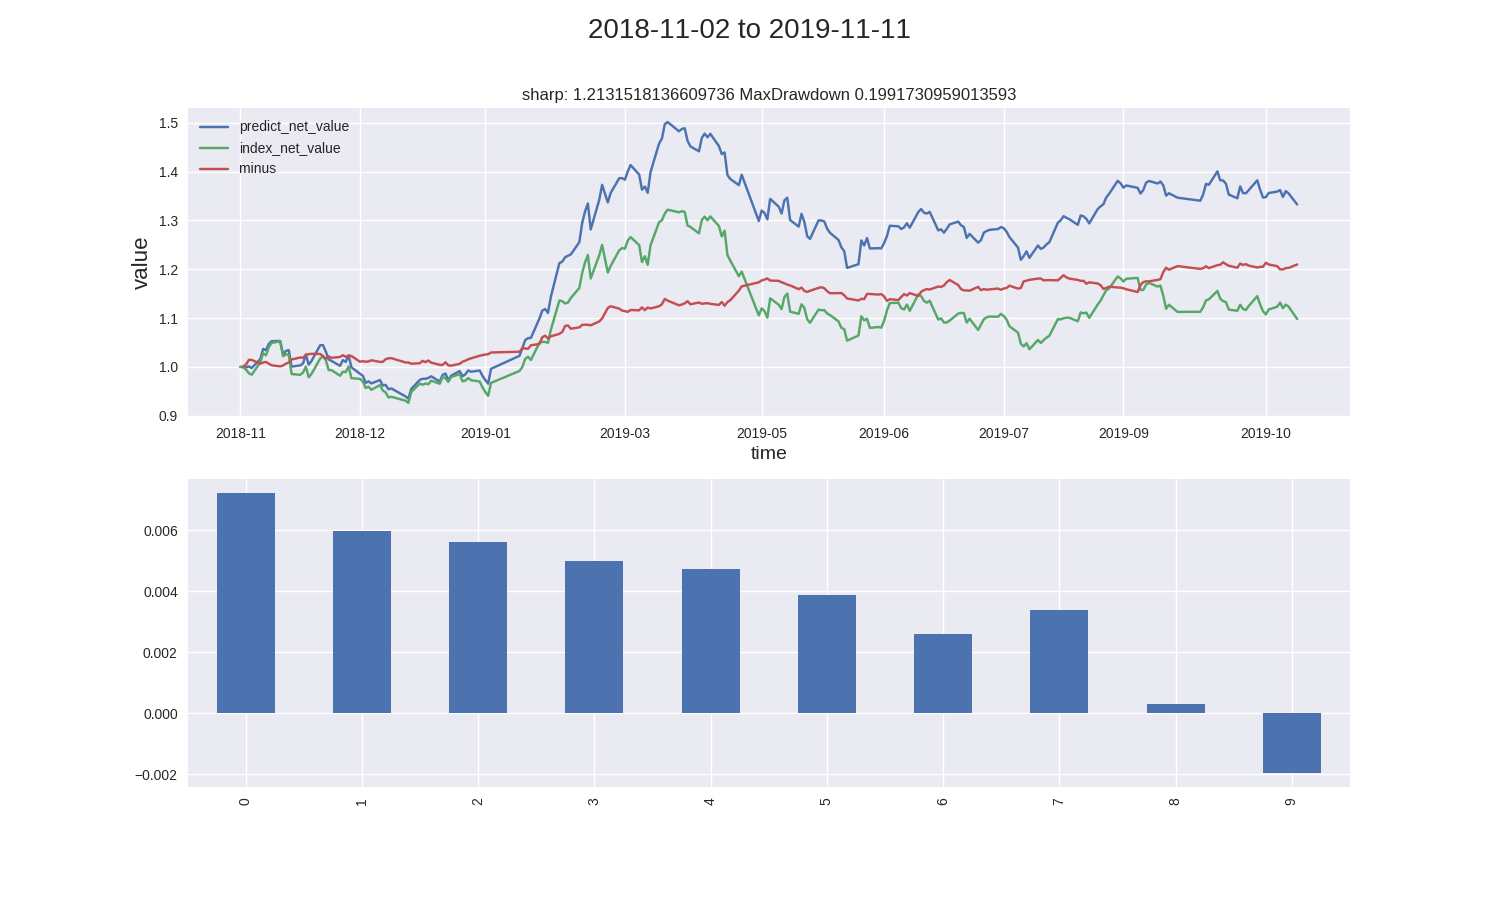 2018-11-02 to 2019-11-11
sharp: 1.2131518136609736 MaxDrawdown 0.1991730959013593
predict_net_value
index_net_value
minus
value
1.5
1.4
1.3
1.2
1.1
1.0
0.9
2018-11 2018-12 2019-01 2019-03 2019-05 2019-06 2019-07 2019-09 2019-10
time
0.006
0.004
0.002
0.000
−0.002
0 1 2 3 4 5 6 7 8 9